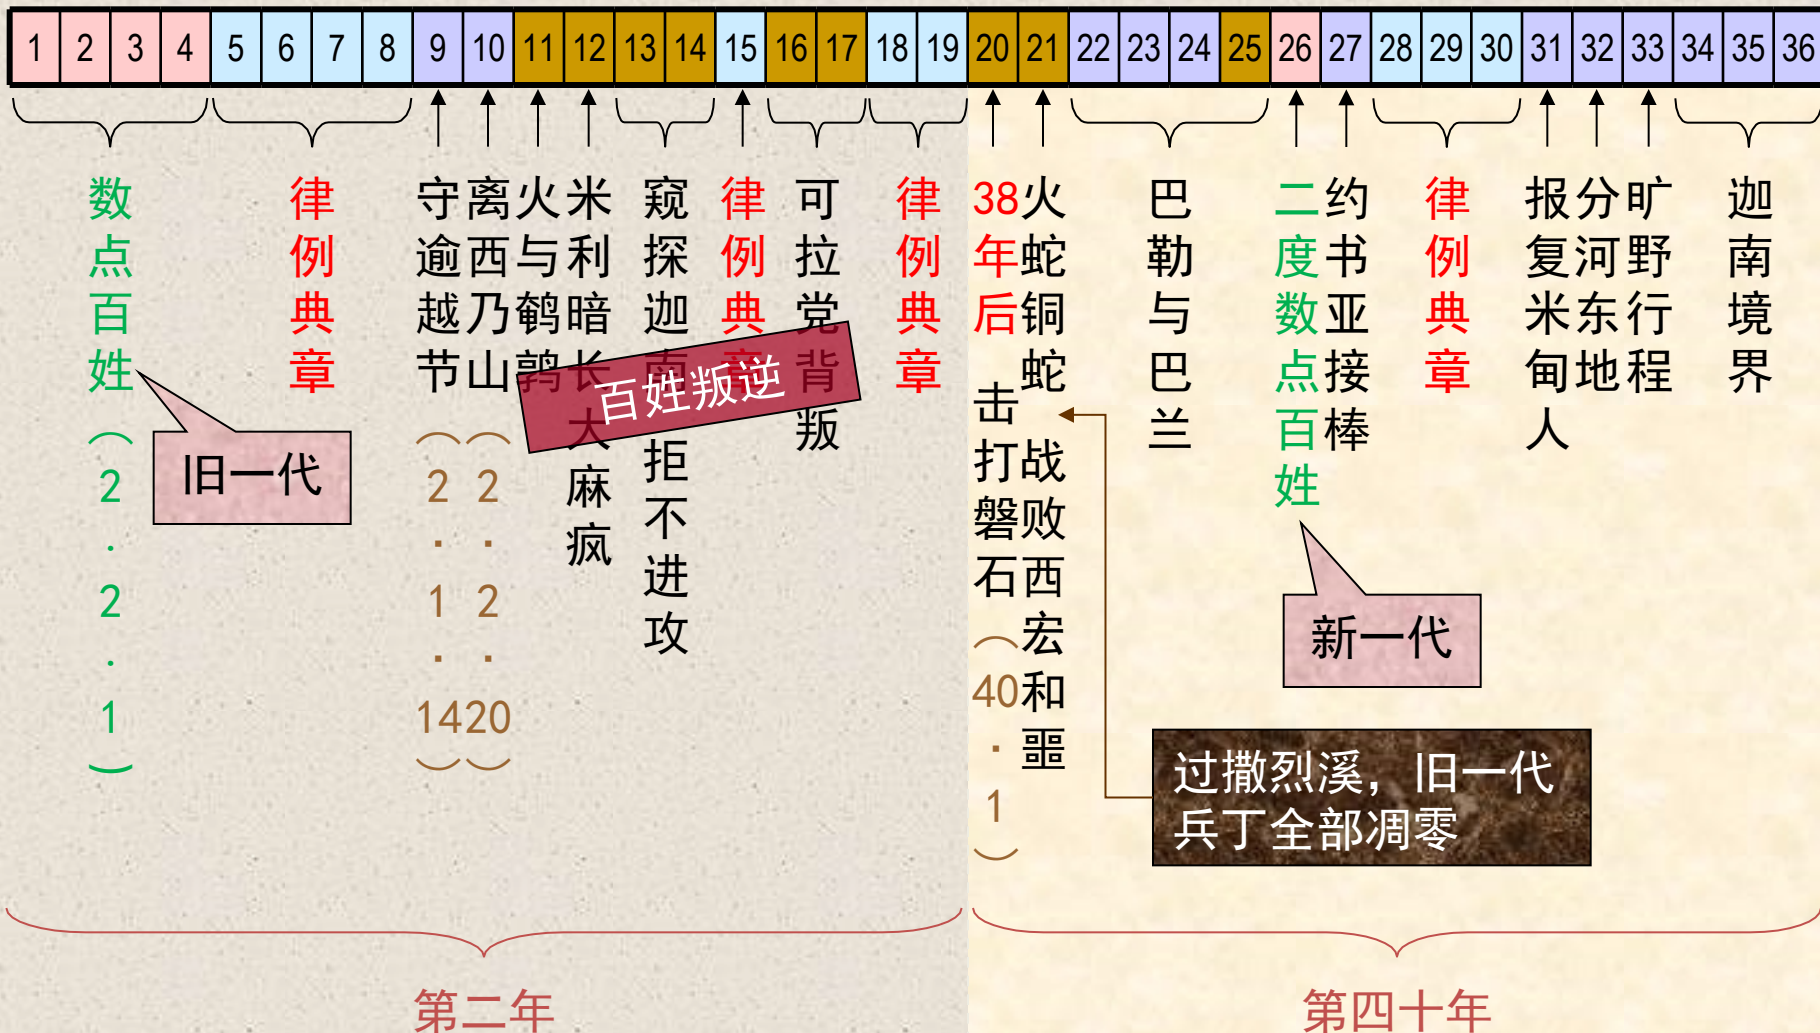 1 2 3 4 5 6 7 8 9 10 11 12 13 14 15 16 17 18 19 20 21 22 23 24 25 26 27 28 29 30 31 32 33 34 35 36
数点百姓（2.2.1）
旧一代
律例典章
守逾越节（2.1.14）
离西乃山（2.2.20）
火与鹌鹑
米利暗长大麻疯
窥探迦南拒不进攻
律例典章
可拉党背叛
百姓叛逆
律例典章
38年后 击打磐石（40.1）
火蛇铜蛇 战败西宏和噩
过撒烈溪，旧一代
兵丁全部凋零
巴勒与巴兰
二度数点百姓
新一代
约书亚接棒
律例典章
报复米甸人
分河东地
旷野行程
迦南境界
第二年
第四十年